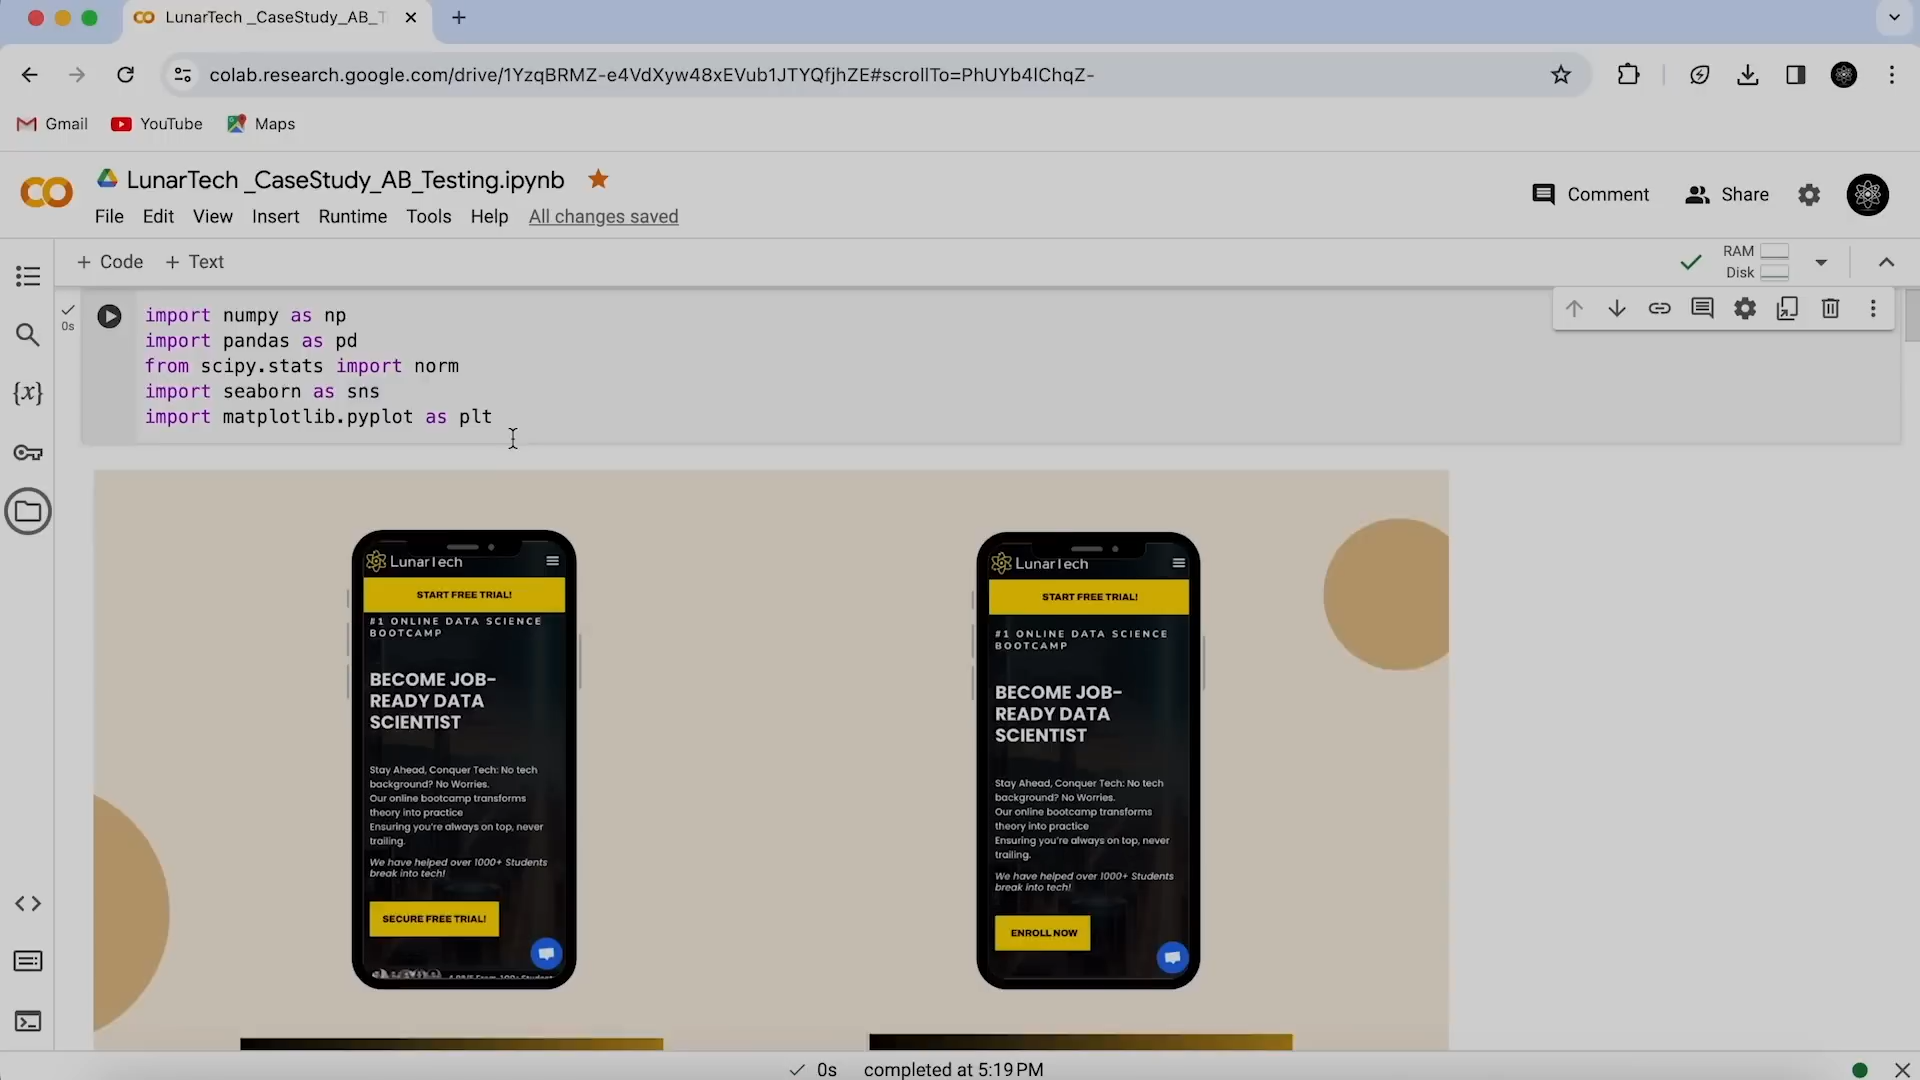 LunarTech _CaseStudy_AB_T
colab.research.google.com/drive/1YzqBRMZ-e4VdXyw48xEVub1JTYQfjhZE#scrollTo=PhUYb4lChqZ-
Gmail YouTube Maps
LunarTech _CaseStudy_AB_Testing.ipynb
Comment Share
File Edit View Insert Runtime Tools Help All changes saved
+ Code + Text
RAM
Disk
0s
import numpy as np
import pandas as pd
from scipy.stats import norm
import seaborn as sns
import matplotlib.pyplot as plt
LunarTech
START FREE TRIAL!
#1 ONLINE DATA SCIENCE
BOOTCAMP
BECOME JOB-
READY DATA
SCIENTIST
Stay Ahead, Conquer Tech: No tech
background? No Worries.
Our online bootcamp transforms
theory into practice
Ensuring you're always on top, never
trailing.
We have helped over 1000+ Students
break into tech!
SECURE FREE TRIAL!
LunarTech
START FREE TRIAL!
#1 ONLINE DATA SCIENCE
BOOTCAMP
BECOME JOB-
READY DATA
SCIENTIST
Stay Ahead, Conquer Tech: No tech
background? No Worries.
Our online bootcamp transforms
theory into practice
Ensuring you're always on top, never
trailing.
We have helped over 1000+ Students
break into tech!
ENROLL NOW
0s completed at 5:19 PM